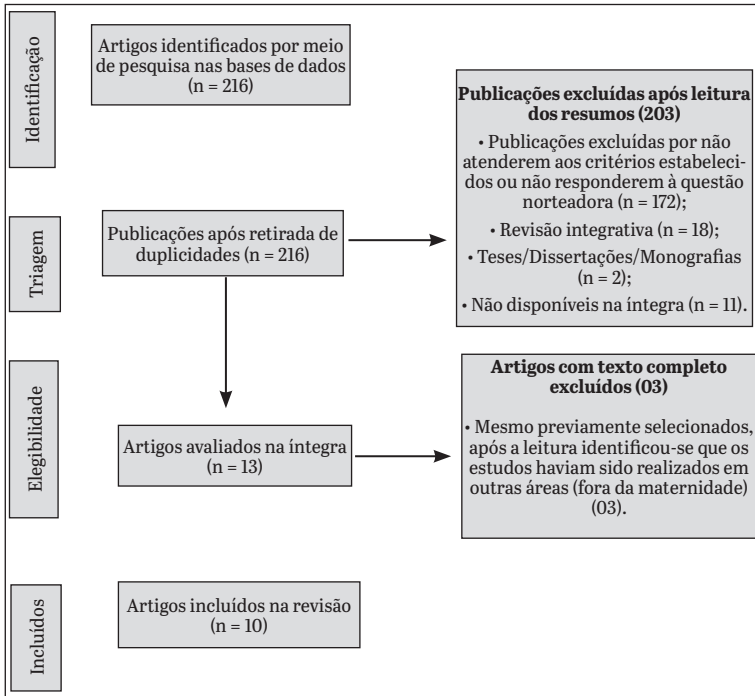 Identificação
Artigos identificados por meio
de pesquisa nas bases de dados
(n = 216)
Publicações excluídas após leitura
dos resumos (203)
• Publicações excluídas por não
atenderem aos critérios estabeleci-
dos ou não responderem à questão
norteadora (n = 172);
• Revisão integrativa (n = 18);
• Teses/Dissertações/Monografias
(n = 2);
• Não disponíveis na íntegra (n = 11).
Triagem
Publicações após retirada de
duplicidades (n = 216)
Elegibilidade
Artigos avaliados na íntegra
(n = 13)
Artigos com texto completo
excluídos (03)
• Mesmo previamente selecionados,
após a leitura identificou-se que os
estudos haviam sido realizados em
outras áreas (fora da maternidade)
(03).
Incluídos
Artigos incluídos na revisão
(n = 10)